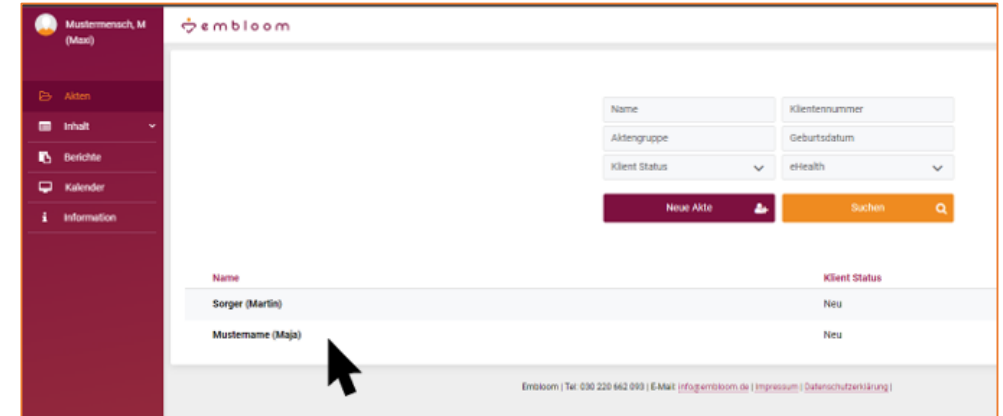 Mustermensch, M
(Maxi)
embloom
Akten
Inhalt
Berichte
Kalender
Information
Name
Klientennummer
Aktengruppe
Geburtsdatum
Klient Status
eHealth
Neue Akte
Suchen
Name
Klient Status
Sorger (Martin)
Neu
Mustername (Maja)
Neu
Embloom | Tel: 030 220 662 093 | E-Mail: info@embloom.de | Impressum | Datenschutzerklärung |